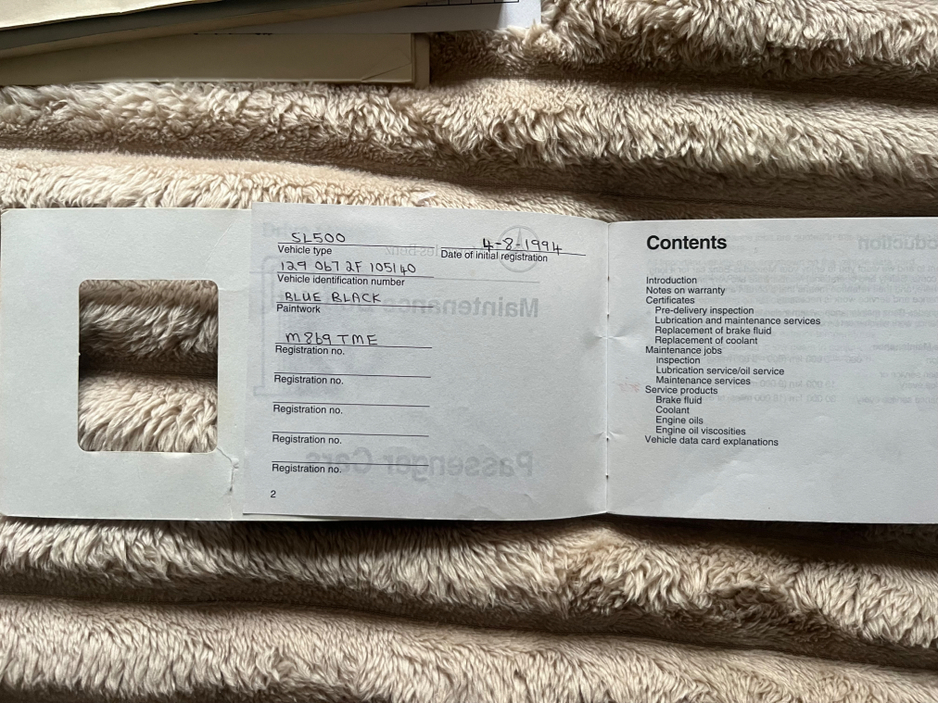 SL500
Vehicle type
4-8-1994
Date of initial registration
129 067 2F 105140
Vehicle identification number
BLUE BLACK
Paintwork
M869 TME
Registration no.
Registration no.
Registration no.
Registration no.
Registration no.
2
Passenger Cars
Maintenance
Contents
Introduction
Notes on warranty
Certificates
Pre-delivery inspection
Lubrication and maintenance services
Replacement of brake fluid
Replacement of coolant
Maintenance jobs
Inspection
Lubrication service/oil service
Maintenance services
Service products
Brake fluid
Coolant
Engine oils
Engine oil viscosities
Vehicle data card explanations